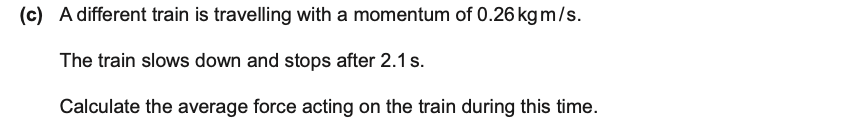 (c) A different train is travelling with a momentum of 0.26 kg m/s.
The train slows down and stops after 2.1 s.
Calculate the average force acting on the train during this time.